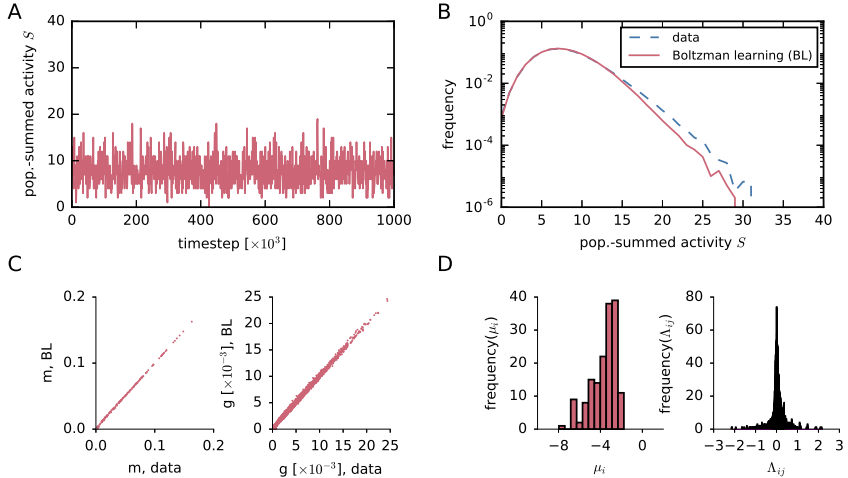 A
pop.-summed activity S
40
30
20
10
0
0 200 400 600 800 1000
timestep [×10³]
B
frequency
10⁰
10⁻²
10⁻⁴
10⁻⁶
data
Boltzman learning (BL)
0 5 10 15 20 25 30 35 40
pop.-summed activity S
C
m, BL
0.2
0.1
0.0
0.0 0.1 0.2
m, data
g [×10⁻³], BL
25
20
15
10
5
0
0 5 10 15 20 25
g [×10⁻³], data
D
frequency(μᵢ)
40
30
20
10
0
−8 −4 0
μᵢ
frequency(Λᵢⱼ)
80
60
40
20
0
−3 −2 −1 0 1 2 3
Λᵢⱼ